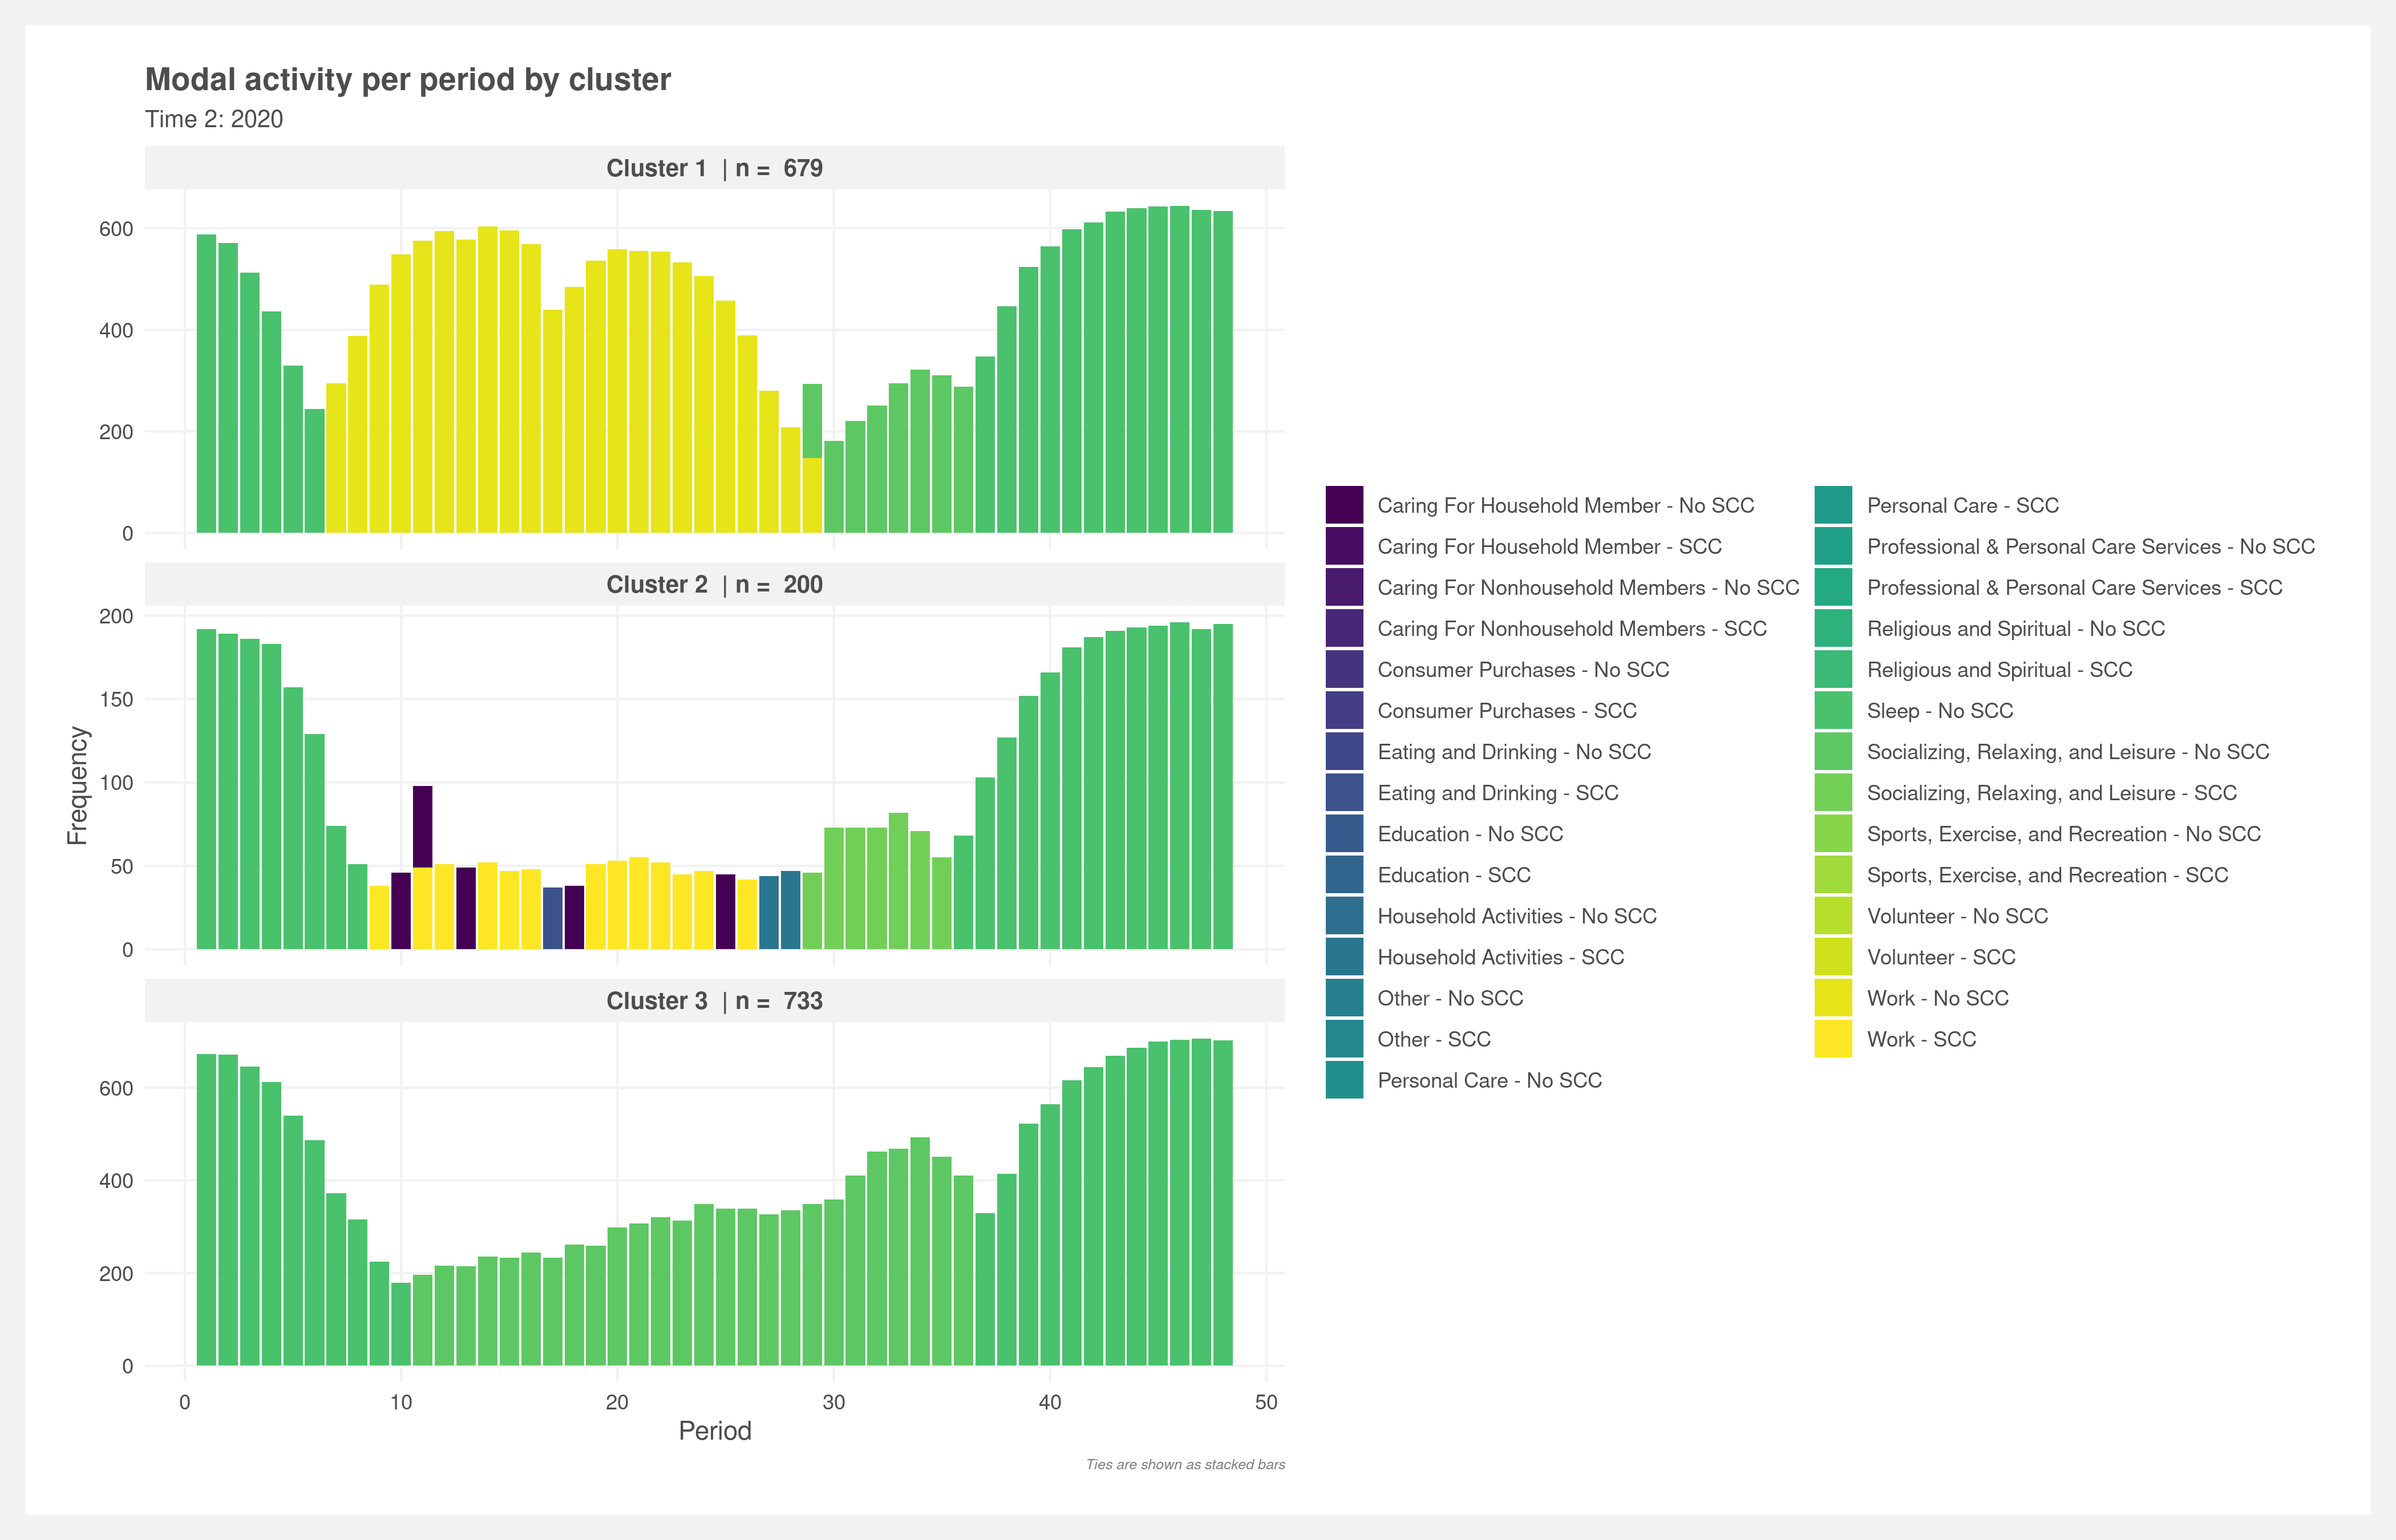 Modal activity per period by cluster
Time 2: 2020
Cluster 1 | n = 679
600
400
200
0
Cluster 2 | n = 200
200
150
100
50
0
Frequency
Cluster 3 | n = 733
600
400
200
0
0 10 20 30 40 50
Period
Ties are shown as stacked bars
Caring For Household Member - No SCC
Caring For Household Member - SCC
Caring For Nonhousehold Members - No SCC
Caring For Nonhousehold Members - SCC
Consumer Purchases - No SCC
Consumer Purchases - SCC
Eating and Drinking - No SCC
Eating and Drinking - SCC
Education - No SCC
Education - SCC
Household Activities - No SCC
Household Activities - SCC
Other - No SCC
Other - SCC
Personal Care - No SCC
Personal Care - SCC
Professional & Personal Care Services - No SCC
Professional & Personal Care Services - SCC
Religious and Spiritual - No SCC
Religious and Spiritual - SCC
Sleep - No SCC
Socializing, Relaxing, and Leisure - No SCC
Socializing, Relaxing, and Leisure - SCC
Sports, Exercise, and Recreation - No SCC
Sports, Exercise, and Recreation - SCC
Volunteer - No SCC
Volunteer - SCC
Work - No SCC
Work - SCC